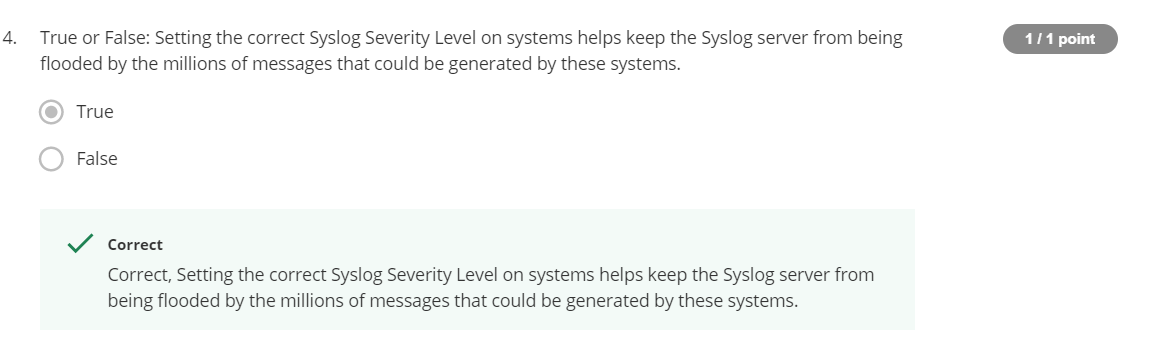 4. True or False: Setting the correct Syslog Severity Level on systems helps keep the Syslog server from being
flooded by the millions of messages that could be generated by these systems.
1 / 1 point
True
False
Correct
Correct, Setting the correct Syslog Severity Level on systems helps keep the Syslog server from
being flooded by the millions of messages that could be generated by these systems.